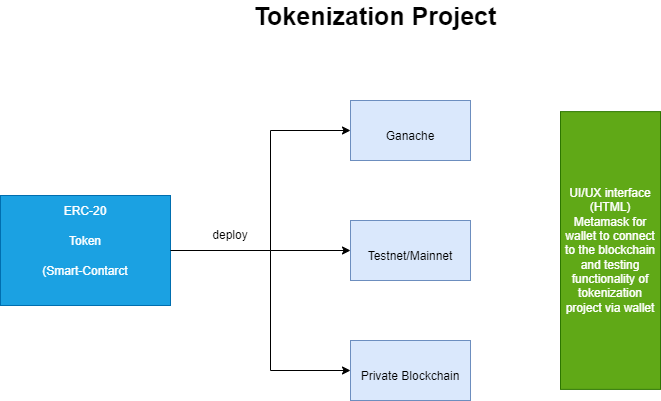 Tokenization Project
Ganache
ERC-20
Token
(Smart-Contarct
deploy
Testnet/Mainnet
Private Blockchain
UI/UX interface
(HTML)
Metamask for
wallet to connect
to the blockchain
and testing
functionality of
tokenization
project via wallet